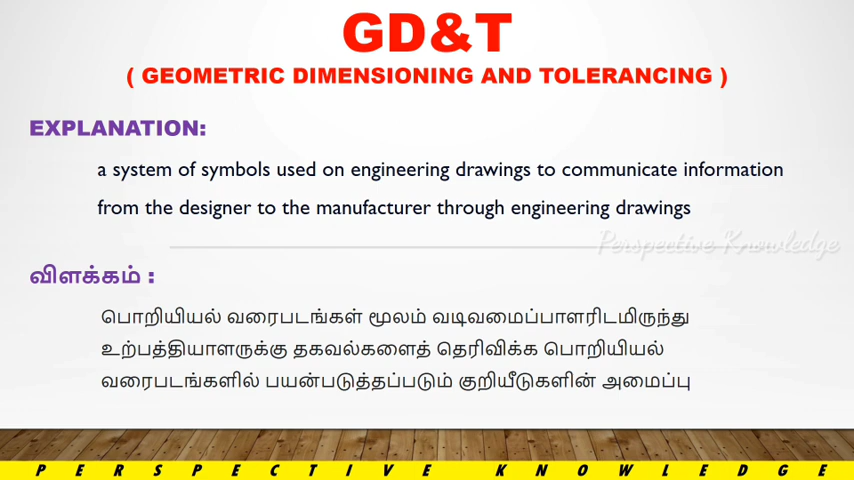 GD&T
( GEOMETRIC DIMENSIONING AND TOLERANCING )
EXPLANATION:
a system of symbols used on engineering drawings to communicate information
from the designer to the manufacturer through engineering drawings
Perspective Knowledge
விளக்கம் :
பொறியியல் வரைபடங்கள் மூலம் வடிவமைப்பாளரிடமிருந்து
உற்பத்தியாளருக்கு தகவல்களைத் தெரிவிக்க பொறியியல்
வரைபடங்களில் பயன்படுத்தப்படும் குறியீடுகளின் அமைப்பு
PERSPECTIVE KNOWLEDGE